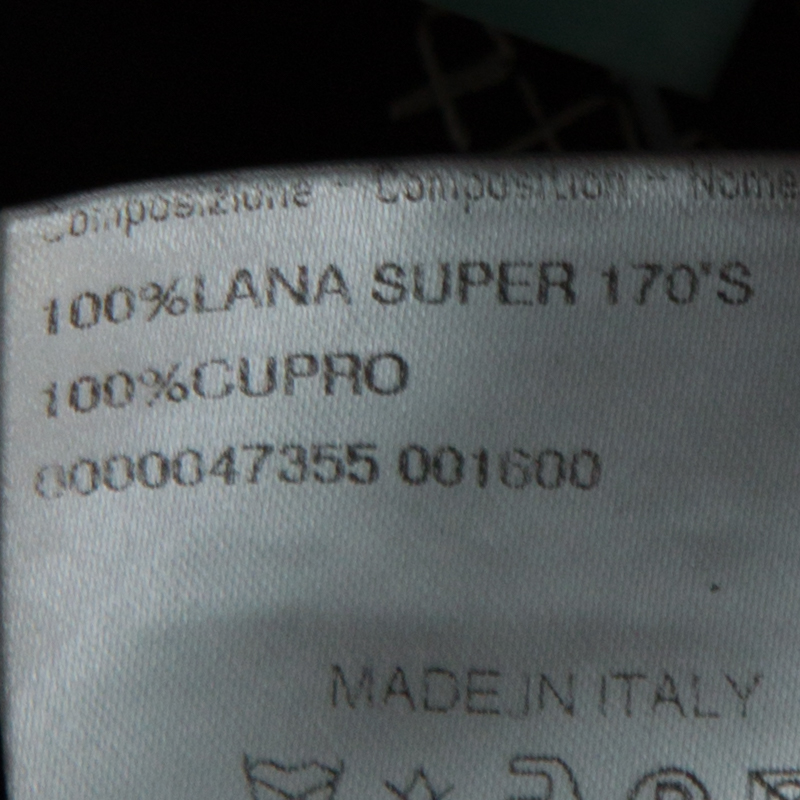 Composizione - Composition - Nome
100%LANA SUPER 170'S
100%CUPRO
0000047355 001600
MADE IN ITALY
P